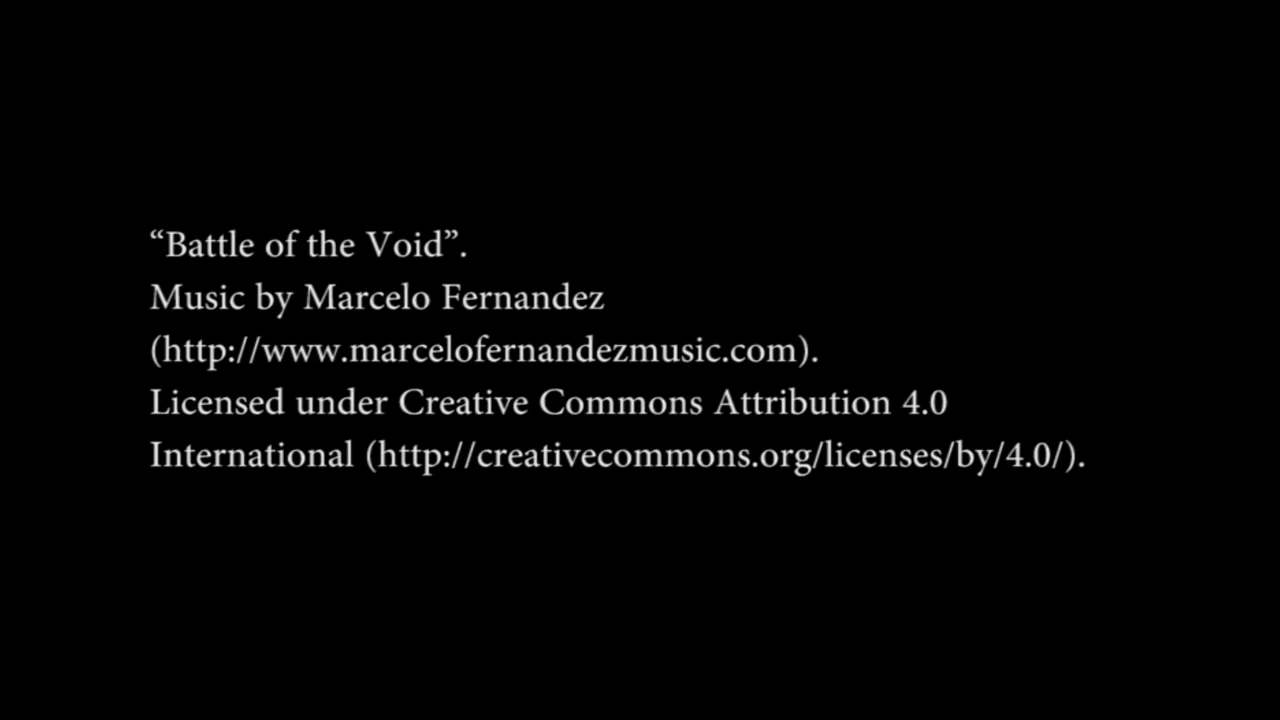 “Battle of the Void”.
Music by Marcelo Fernandez
(http://www.marcelofernandezmusic.com).
Licensed under Creative Commons Attribution 4.0
International (http://creativecommons.org/licenses/by/4.0/).